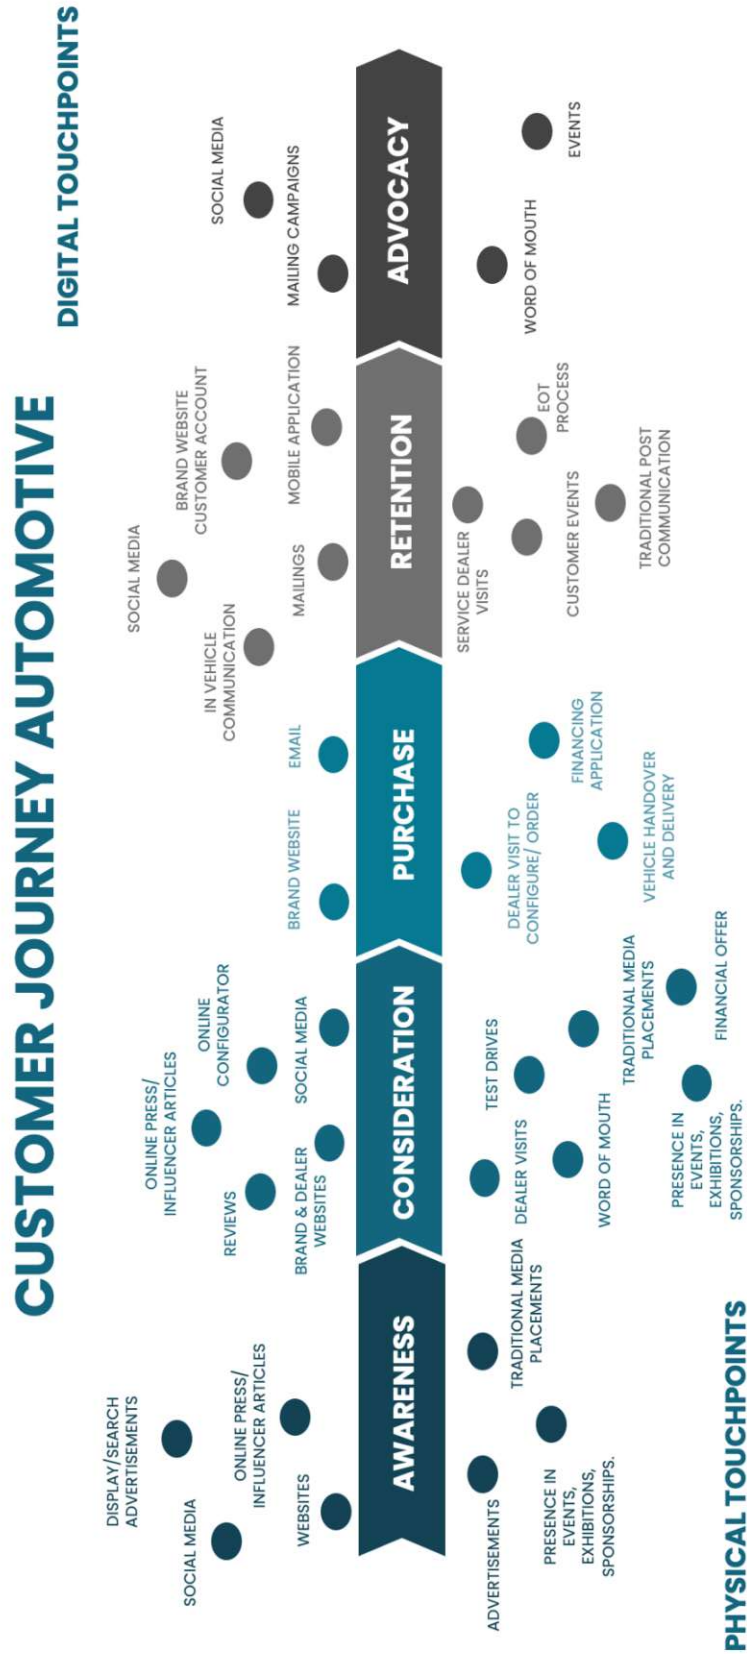 CUSTOMER JOURNEY AUTOMOTIVE
DIGITAL TOUCHPOINTS
DISPLAY/SEARCH
ADVERTISEMENTS
SOCIAL MEDIA
ONLINE PRESS/
INFLUENCER ARTICLES
WEBSITES
ONLINE PRESS/
INFLUENCER ARTICLES
ONLINE
CONFIGURATOR
REVIEWS
SOCIAL MEDIA
BRAND & DEALER
WEBSITES
BRAND WEBSITE
EMAIL
SOCIAL MEDIA
BRAND WEBSITE
CUSTOMER ACCOUNT
IN VEHICLE
COMMUNICATION
MAILINGS
MOBILE APPLICATION
SOCIAL MEDIA
MAILING CAMPAIGNS
AWARENESS
CONSIDERATION
PURCHASE
RETENTION
ADVOCACY
ADVERTISEMENTS
TRADITIONAL MEDIA
PLACEMENTS
PRESENCE IN
EVENTS,
EXHIBITIONS,
SPONSORSHIPS.
TEST DRIVES
DEALER VISITS
WORD OF MOUTH
TRADITIONAL MEDIA
PLACEMENTS
PRESENCE IN
EVENTS,
EXHIBITIONS,
SPONSORSHIPS.
FINANCIAL OFFER
DEALER VISIT TO
CONFIGURE/ ORDER
FINANCING
APPLICATION
VEHICLE HANDOVER
AND DELIVERY
SERVICE DEALER
VISITS
EOT
PROCESS
CUSTOMER EVENTS
TRADITIONAL POST
COMMUNICATION
WORD OF MOUTH
EVENTS
PHYSICAL TOUCHPOINTS